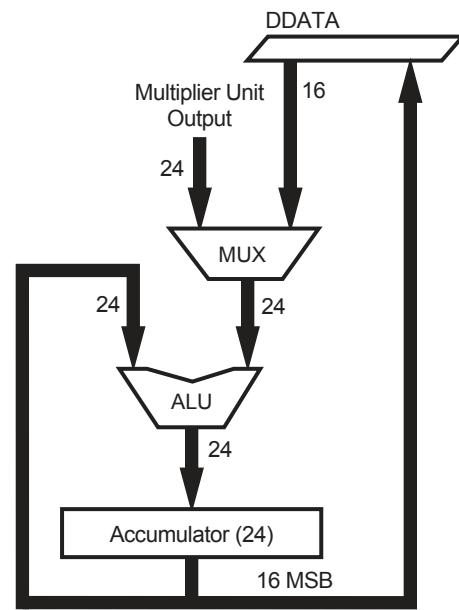 DDATA
16
Multiplier Unit
Output
24
MUX
24
24
ALU
24
Accumulator (24)
16 MSB